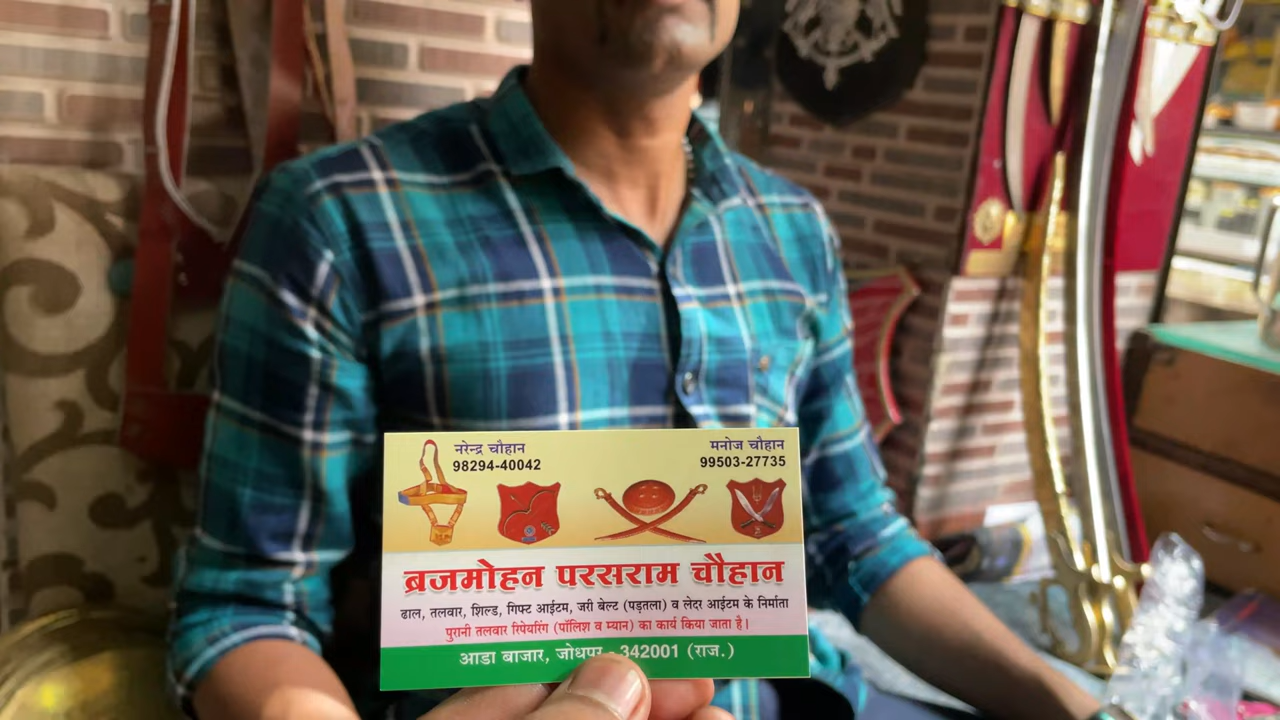 नरेन्द्र चौहान
98294-40042
मनोज चौहान
99503-27735
ब्रजमोहन परसराम चौहान
ढाल, तलवार, शिल्ड, गिफ्ट आईटम, जरी बेल्ट (पड़तला) व लेदर आईटम के निर्माता
पुरानी तलवार रिपेयरिंग (पॉलिश व म्यान) का कार्य किया जाता है।
आडा बाजार, जोधपुर - 342001 (राज.)